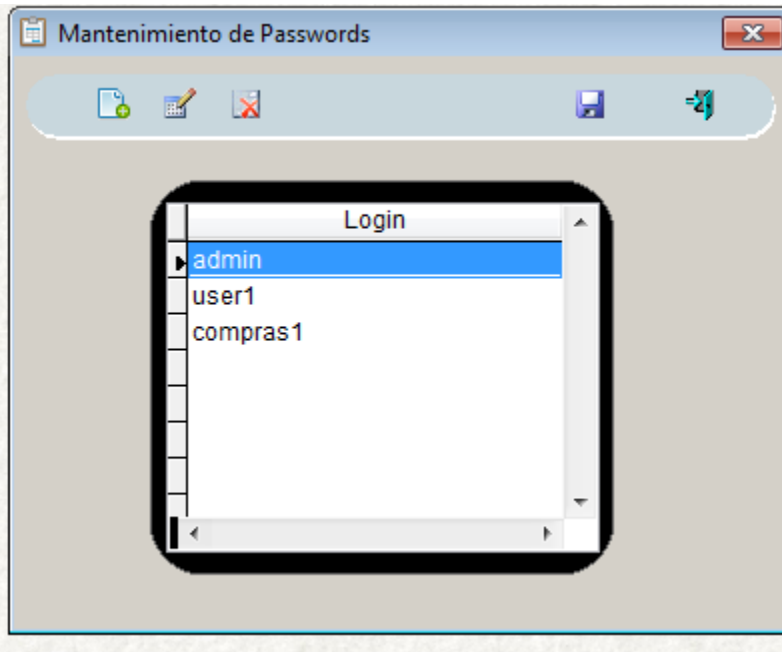 Mantenimiento de Passwords
Login
admin
user1
compras1